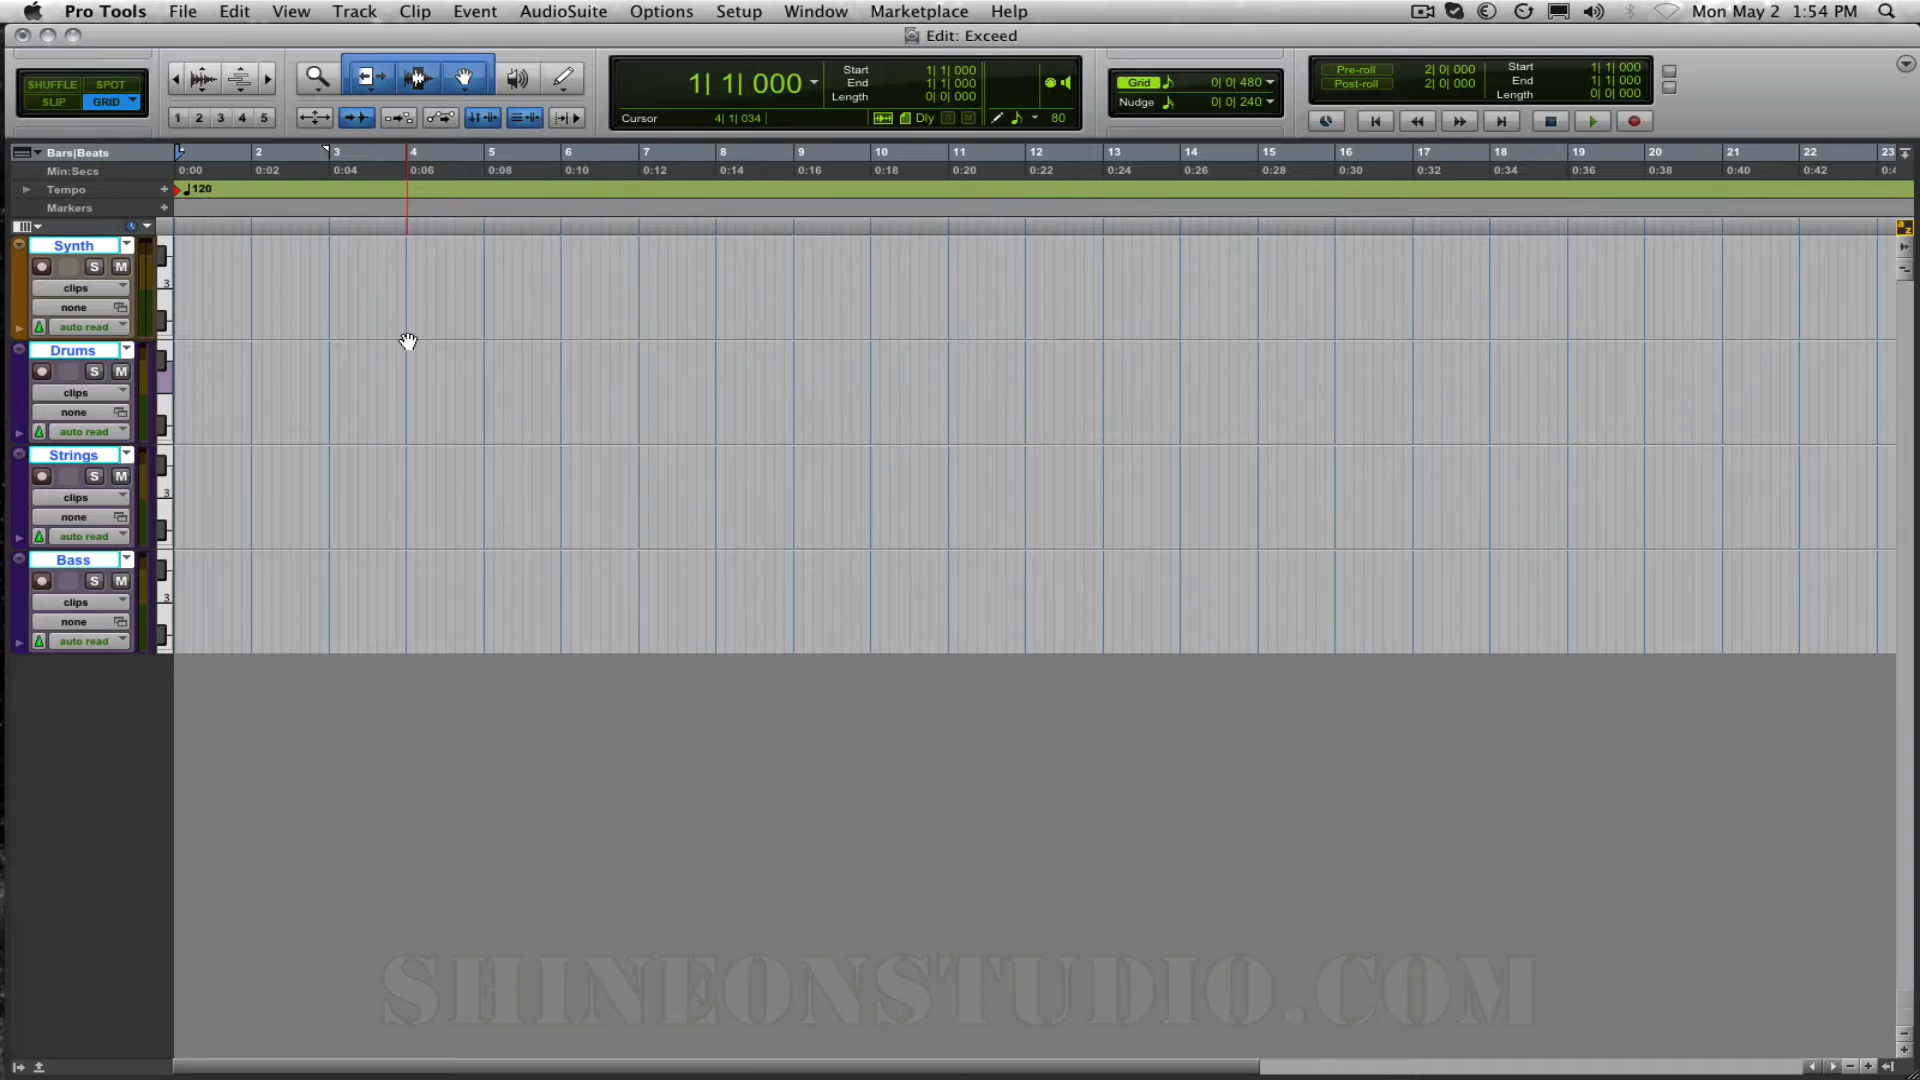 Pro Tools File Edit View Track Clip Event AudioSuite Options Setup Window Marketplace Help Mon May 2 1:54 PM
Edit: Exceed
SHUFFLE SPOT
SLIP GRID
1 2 3 4 5
1| 1| 000
Start 1| 1| 000
End 1| 1| 000
Length 0| 0| 000
Cursor 4| 1| 034
Dly S M 80
Grid 0| 0| 480
Nudge 0| 0| 240
Pre-roll 2| 0| 000
Post-roll 2| 0| 000
Start 1| 1| 000
End 1| 1| 000
Length 0| 0| 000
Bars|Beats 2 3 4 5 6 7 8 9 10 11 12 13 14 15 16 17 18 19 20 21 22 23
Min:Secs 0:00 0:02 0:04 0:06 0:08 0:10 0:12 0:14 0:16 0:18 0:20 0:22 0:24 0:26 0:28 0:30 0:32 0:34 0:36 0:38 0:40 0:42
Tempo 120
Markers
Synth
S M
clips 3
none
auto read
Drums
S M
clips
none
auto read
Strings
S M
clips 3
none
auto read
Bass
S M
clips 3
none
auto read
SHINEONSTUDIO.COM